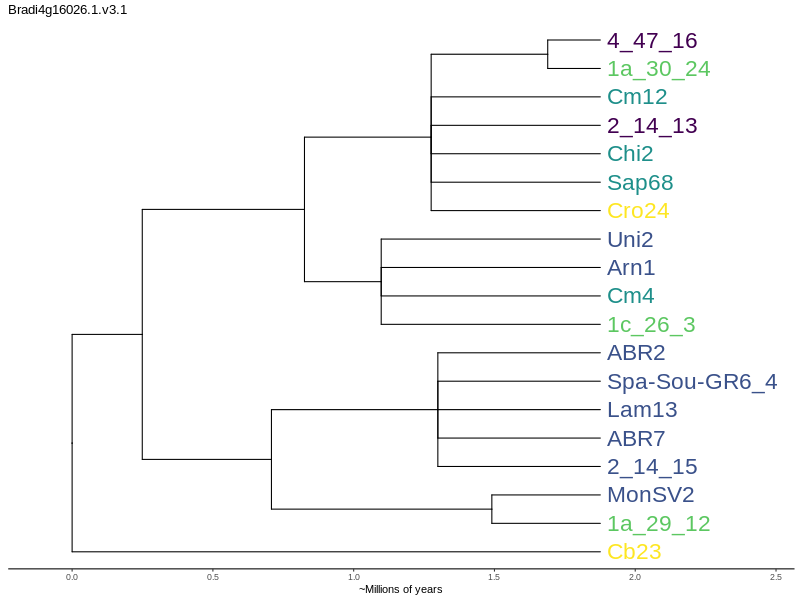 Bradi4g16026.1.v3.1
4_47_16
1a_30_24
Cm12
2_14_13
Chi2
Sap68
Cro24
Uni2
Arn1
Cm4
1c_26_3
ABR2
Spa-Sou-GR6_4
Lam13
ABR7
2_14_15
MonSV2
1a_29_12
Cb23
0.0 0.5 1.0 1.5 2.0 2.5
~Millions of years